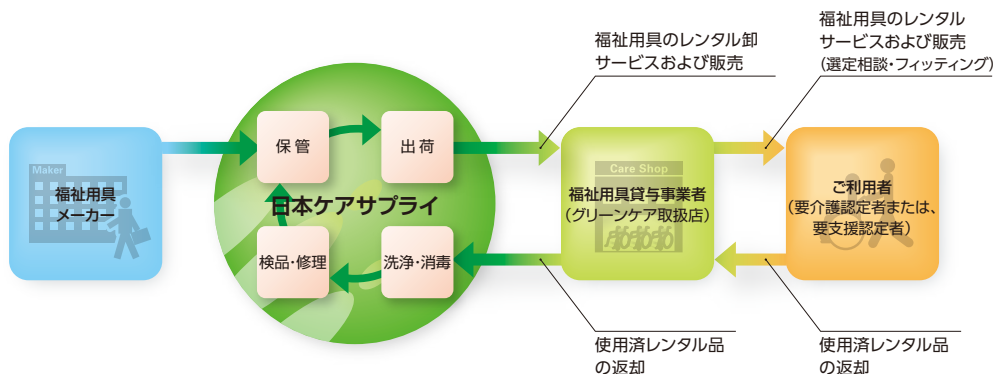 福祉用具のレンタル卸
サービスおよび販売
福祉用具のレンタル
サービスおよび販売
(選定相談・フィッティング)
Maker
福祉用具
メーカー
保管
出荷
日本ケアサプライ
検品・修理
洗浄・消毒
Care Shop
福祉用具貸与事業者
(グリーンケア取扱店)
ご利用者
(要介護認定者または、
要支援認定者)
使用済レンタル品
の返却
使用済レンタル品
の返却